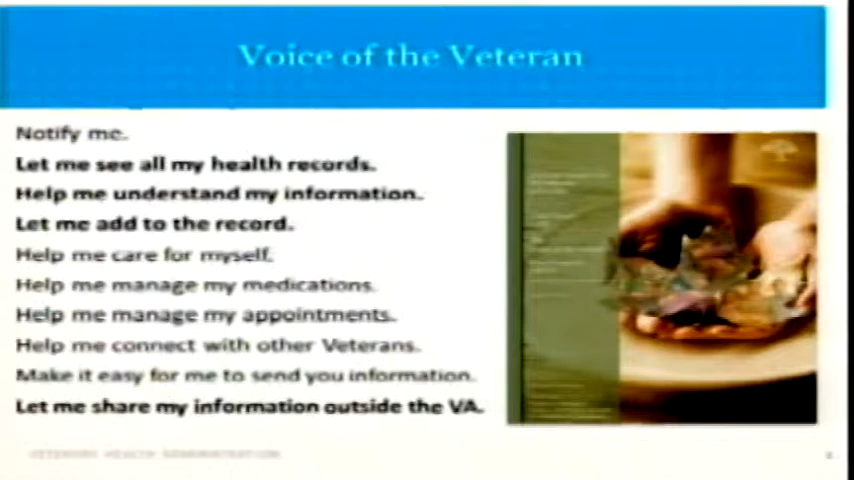 Voice of the Veteran
Notify me.
Let me see all my health records.
Help me understand my information.
Let me add to the record.
Help me care for myself.
Help me manage my medications.
Help me manage my appointments.
Help me connect with other Veterans.
Make it easy for me to send you information.
Let me share my information outside the VA.
VETERANS HEALTH ADMINISTRATION